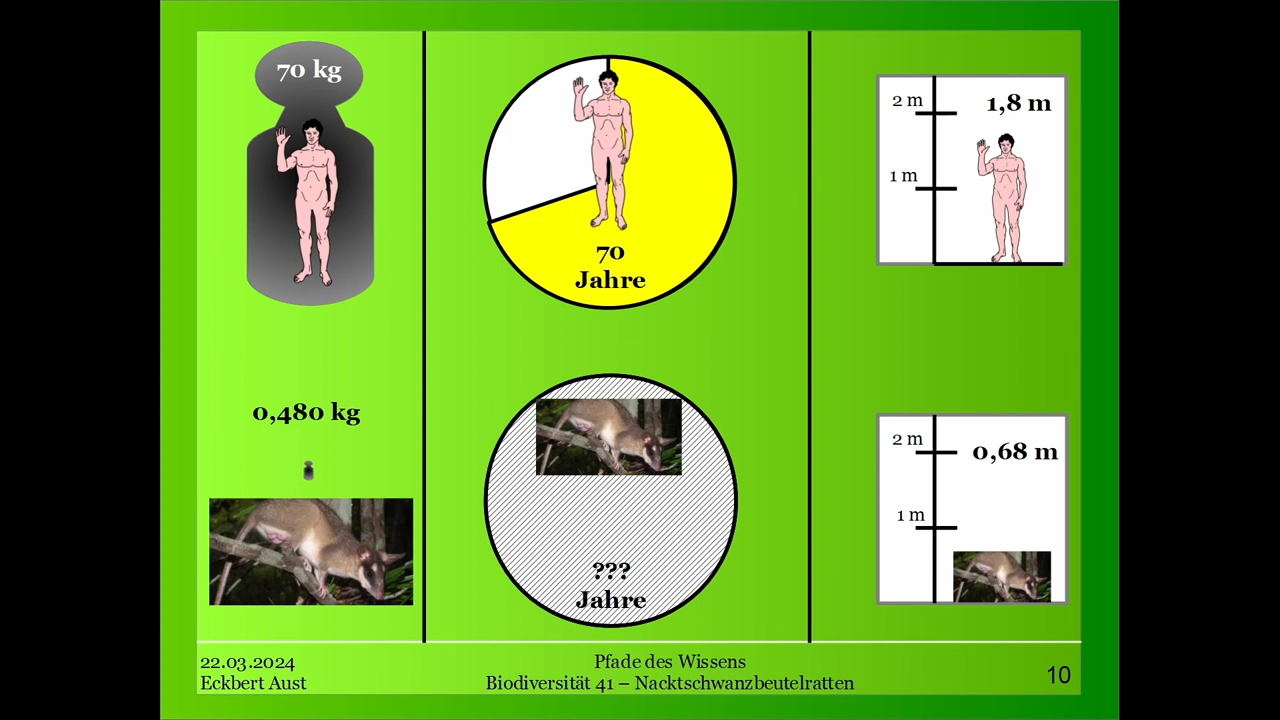 70 kg
70
Jahre
2 m
1,8 m
1 m
0,480 kg
???
Jahre
2 m
0,68 m
1 m
22.03.2024
Eckbert Aust
Pfade des Wissens
Biodiversität 41 – Nacktschwanzbeutelratten
10